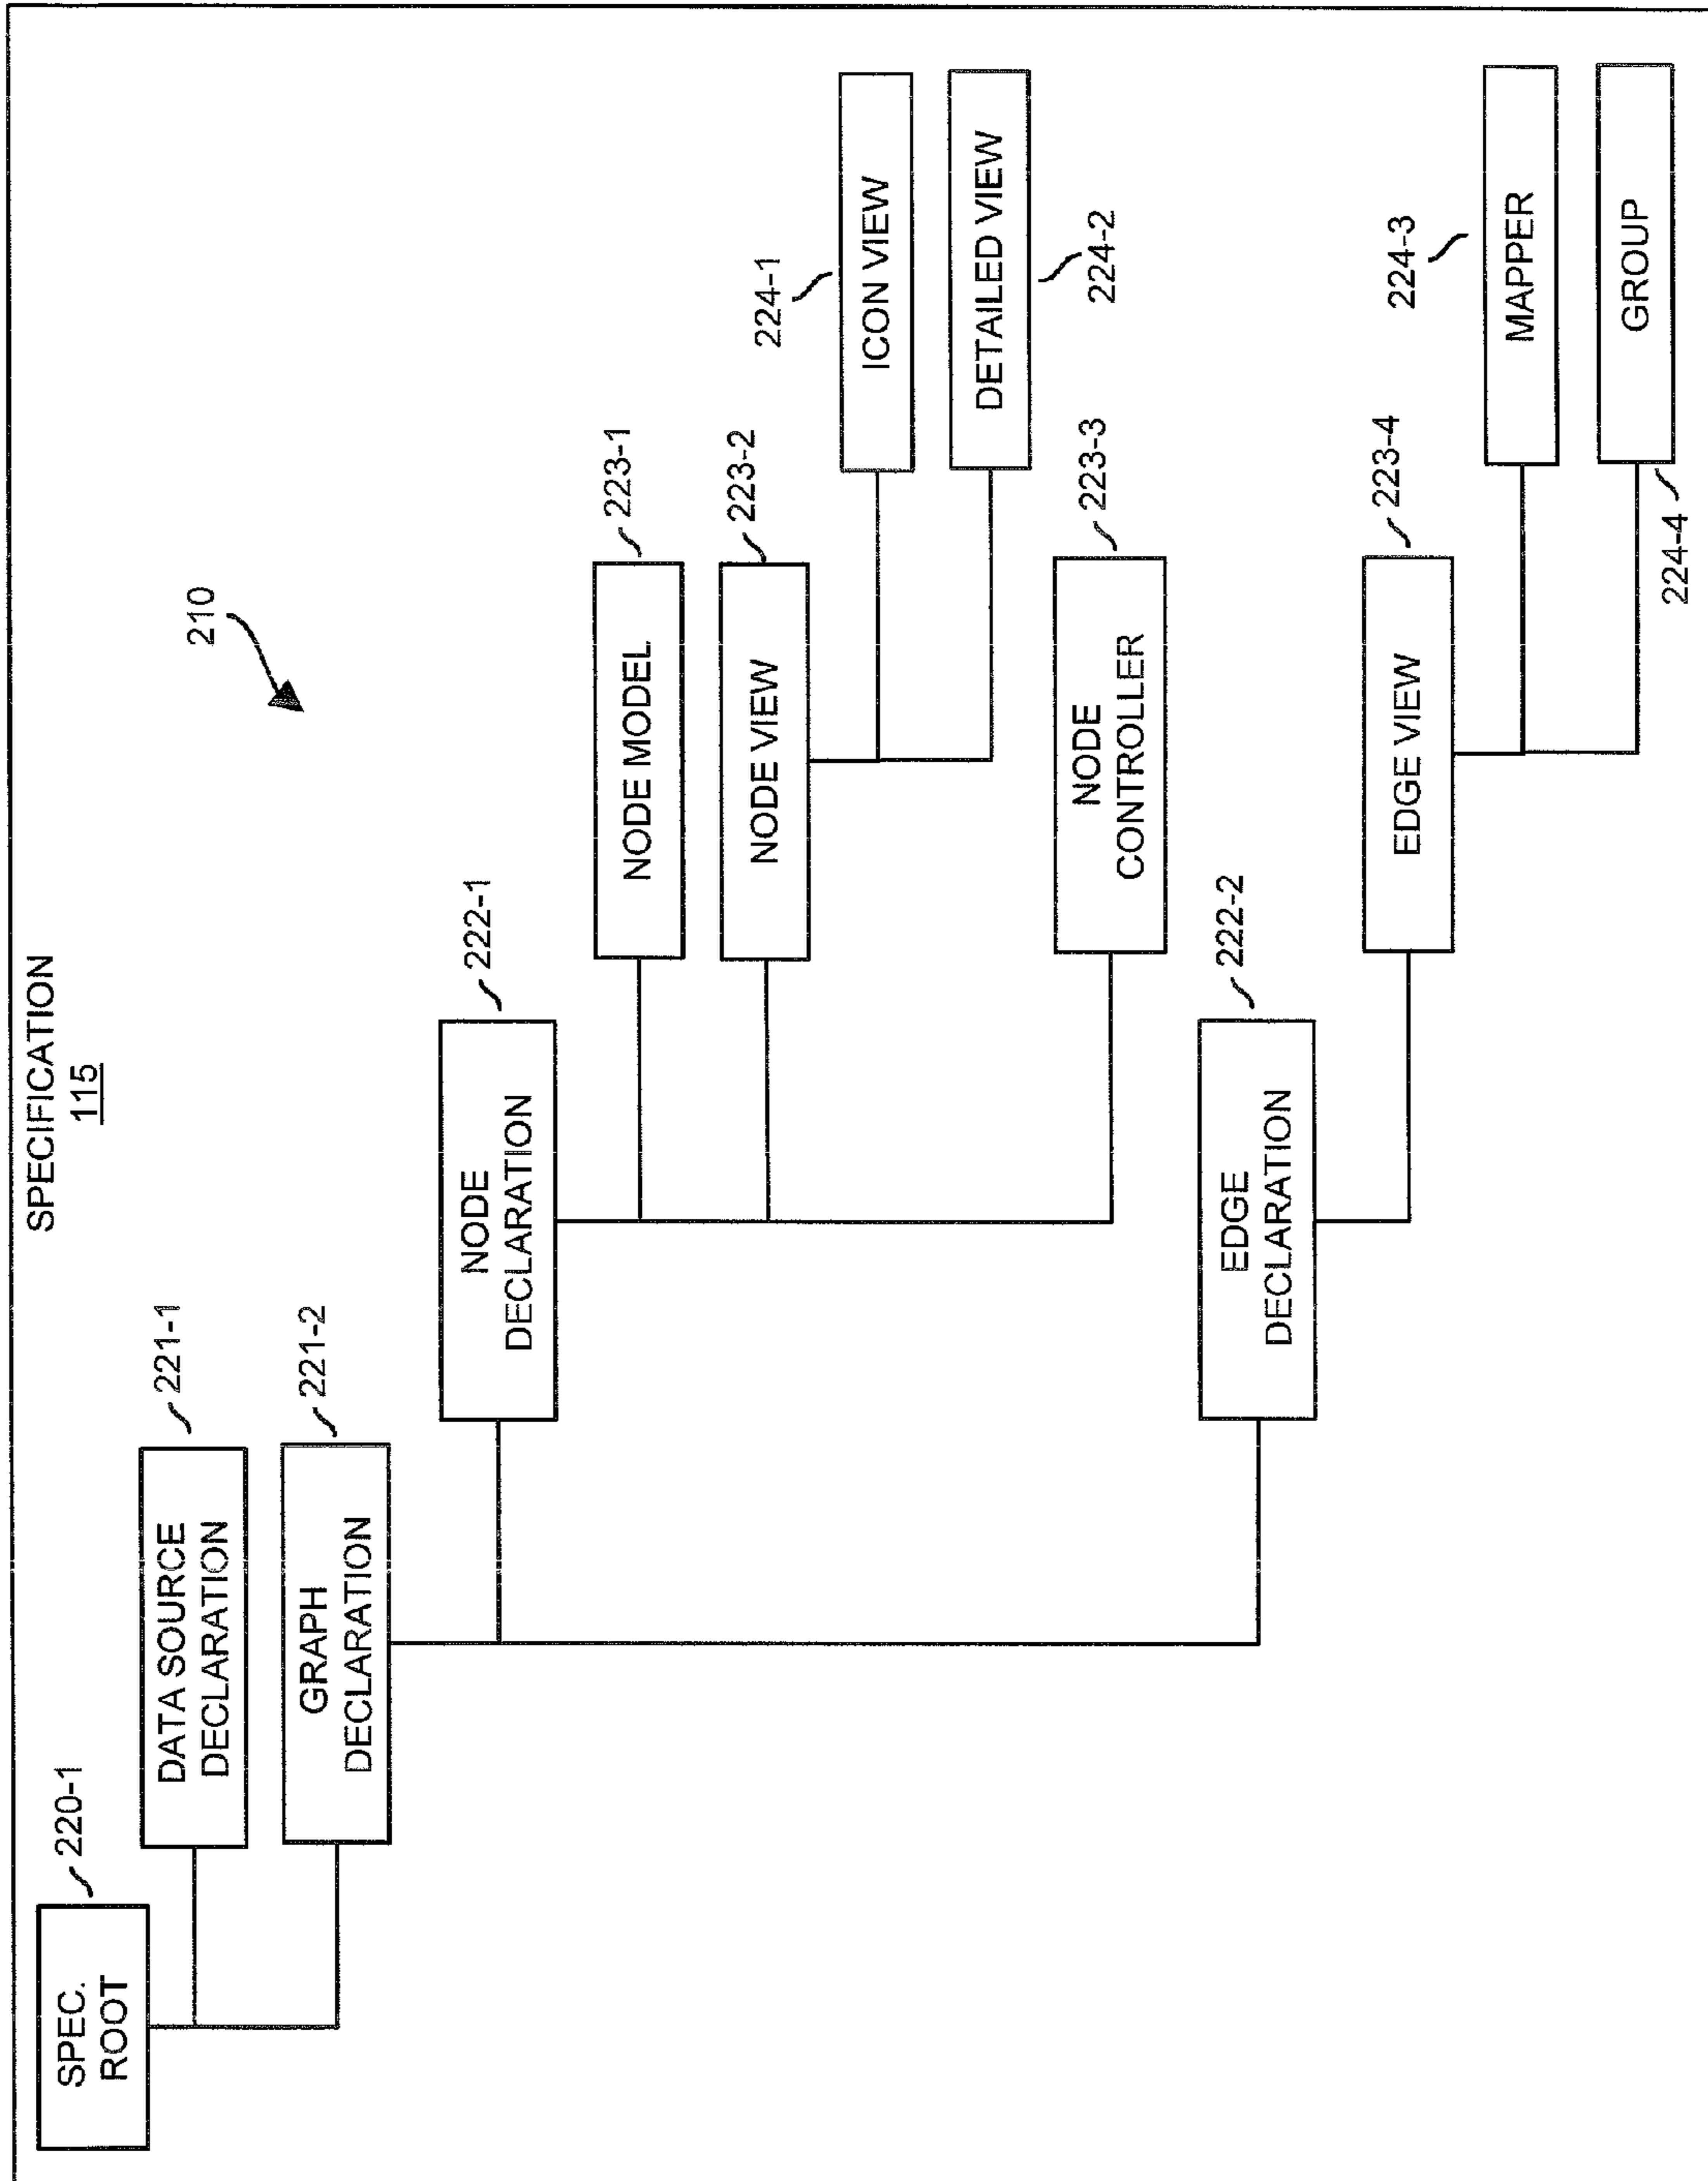 SPECIFICATION
115
210
SPEC.
ROOT
220-1
DATA SOURCE
DECLARATION
221-1
GRAPH
DECLARATION
221-2
NODE
DECLARATION
222-1
NODE MODEL
223-1
NODE VIEW
223-2
ICON VIEW
224-1
DETAILED VIEW
224-2
NODE
CONTROLLER
223-3
EDGE
DECLARATION
222-2
EDGE VIEW
223-4
MAPPER
224-3
GROUP
224-4